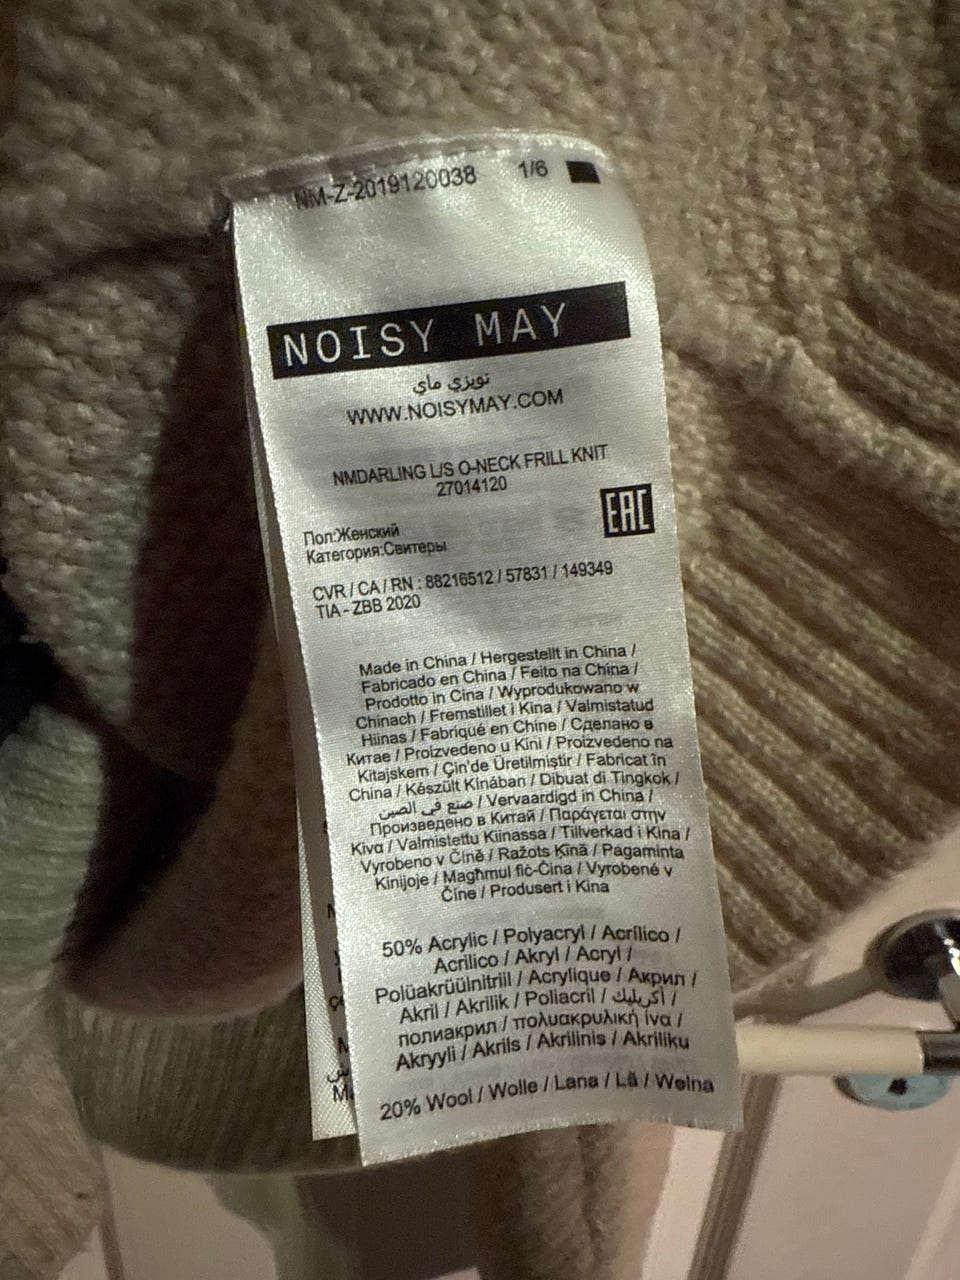 NM-Z-2019120038 1/6
NOISY MAY
نويزي ماي
WWW.NOISYMAY.COM
NMDARLING L/S O-NECK FRILL KNIT
27014120
EAC
Пол:Женский
Категория:Свитеры
CVR / CA / RN : 88216512 / 57831 / 149349
TIA - ZBB 2020
Made in China / Hergestellt in China /
Fabricado en China / Feito na China /
Prodotto in Cina / Wyprodukowano w
Chinach / Fremstillet i Kina / Valmistatud
Hiinas / Fabriqué en Chine / Сделано в
Китае / Proizvedeno u Kini / Proizvedeno na
Kitajskem / Çin'de Üretilmiştir / Fabricat în
China / Készült Kínában / Dibuat di Tingkok /
صنع في الصين / Vervaardigd in China /
Произведено в Китай / Παράγεται στην
Κίνα / Valmistettu Kiinassa / Tillverkad i Kina /
Vyrobeno v Číně / Ražots Ķīnā / Pagaminta
Kinijoje / Magħmul fiċ-Ċina / Vyrobené v
Číne / Produsert i Kina
50% Acrylic / Polyacryl / Acrílico /
Acrilico / Akryl / Acryl /
Polüakrüülnitriil / Acrylique / Акрил /
Akril / Akrilik / Poliacril / أكريليك /
полиакрил / πολυακρυλική ίνα /
Akryyli / Akrils / Akrilinis / Akriliku
20% Wool / Wolle / Lana / Lã / Wełna